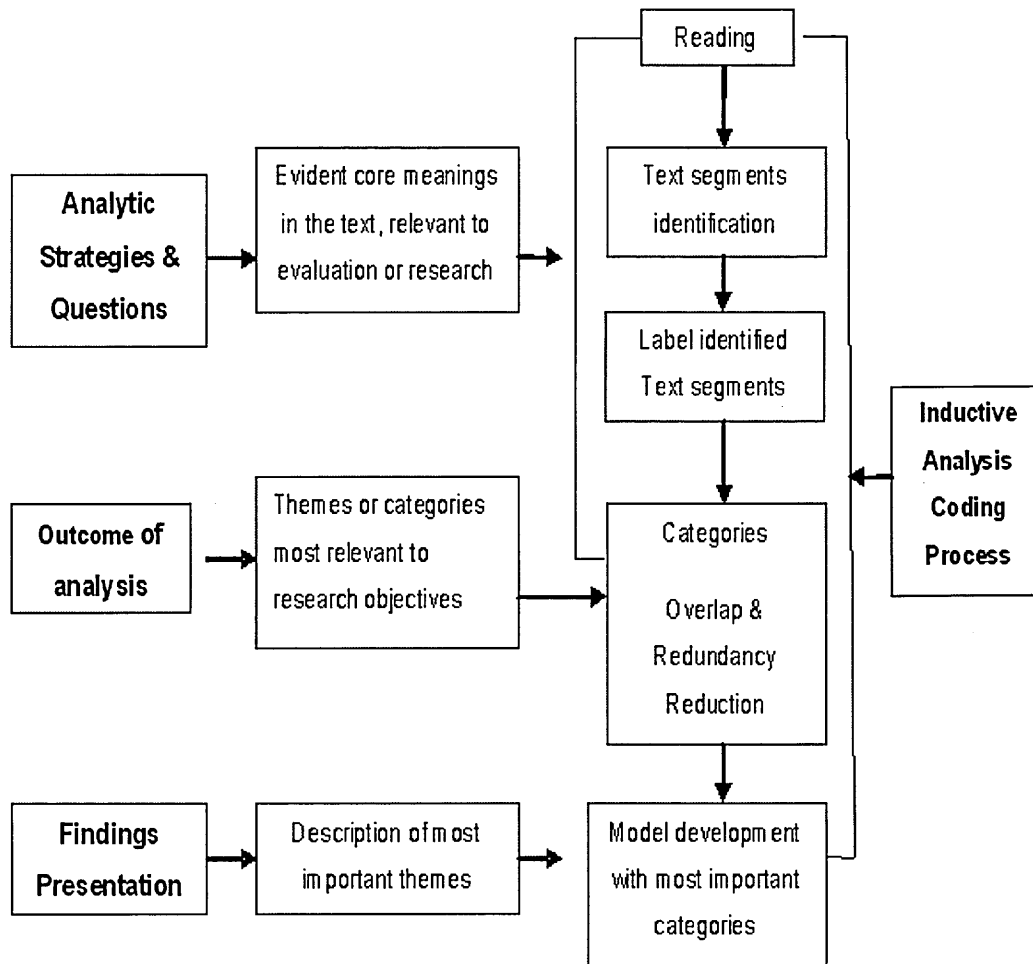 Reading
Text segments
identification
Label identified
Text segments
Categories
Overlap &
Redundancy
Reduction
Model development
with most important
categories
Analytic
Strategies &
Questions
Evident core meanings
in the text, relevant to
evaluation or research
Outcome of
analysis
Themes or categories
most relevant to
research objectives
Findings
Presentation
Description of most
important themes
Inductive
Analysis
Coding
Process